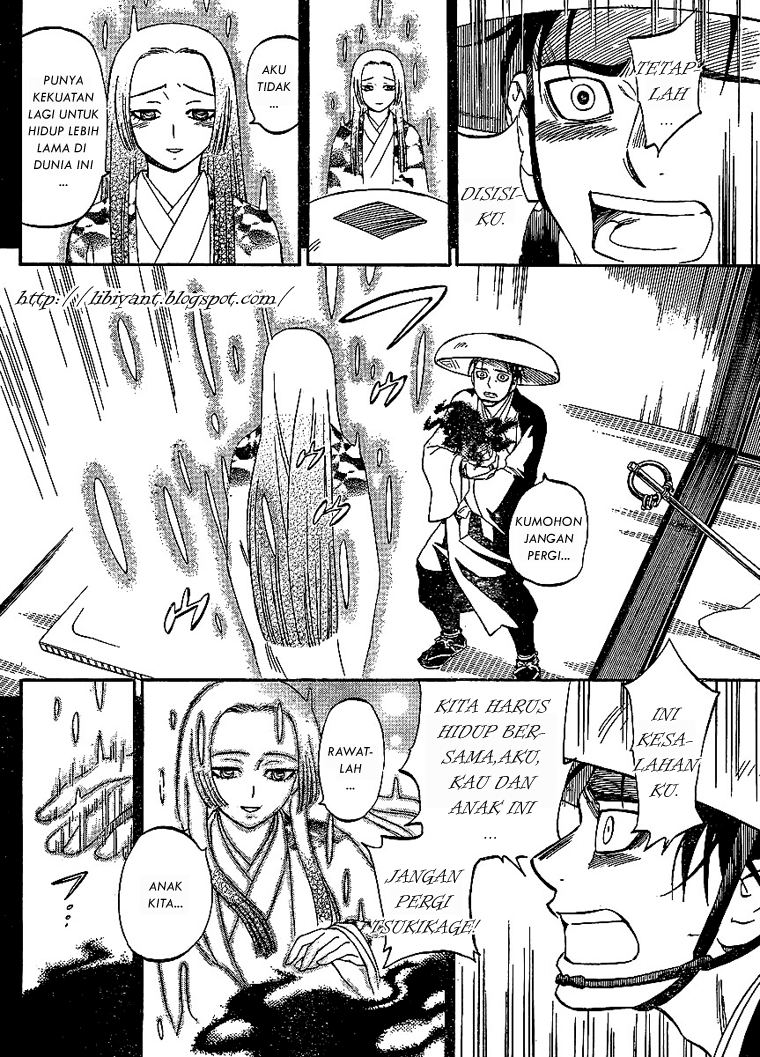 TETAP-
LAH
...
DISISI-
KU.
AKU
TIDAK
...
PUNYA
KEKUATAN
LAGI UNTUK
HIDUP LEBIH
LAMA DI
DUNIA INI
...
http://libiyant.blogspot.com/
KUMOHON
JANGAN
PERGI...
INI
KESA-
LAHAN
KU.
KITA HARUS
HIDUP BER-
SAMA,AKU,
KAU DAN
ANAK INI
...
JANGAN
PERGI
TSUKIKAGE!
RAWAT-
LAH
...
ANAK
KITA...